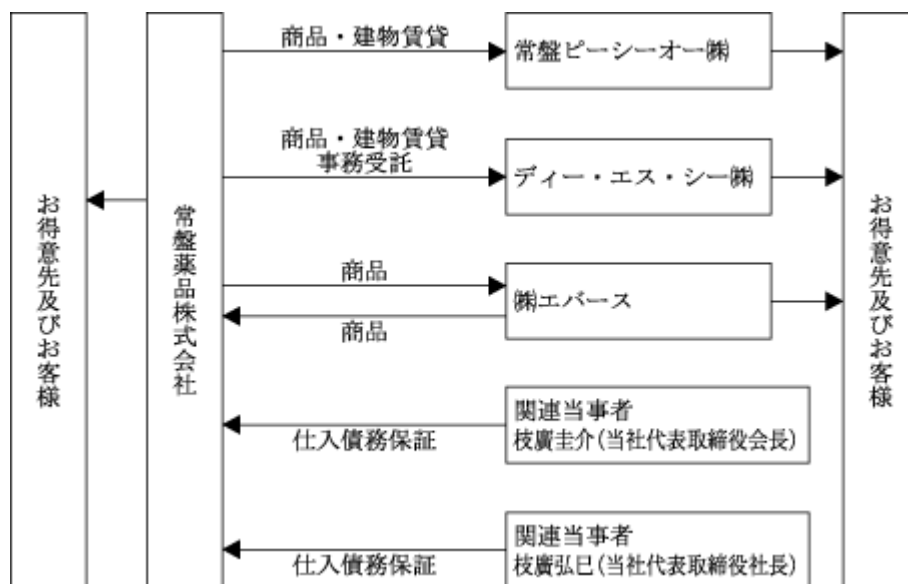 お得意先及びお客様
常盤薬品株式会社
商品・建物賃貸
常盤ピーシーオー㈱
商品・建物賃貸
事務受託
ディー・エス・シー㈱
商品
㈱エバース
商品
関連当事者
枝廣圭介(当社代表取締役会長)
仕入債務保証
関連当事者
枝廣弘巳(当社代表取締役社長)
仕入債務保証
お得意先及びお客様